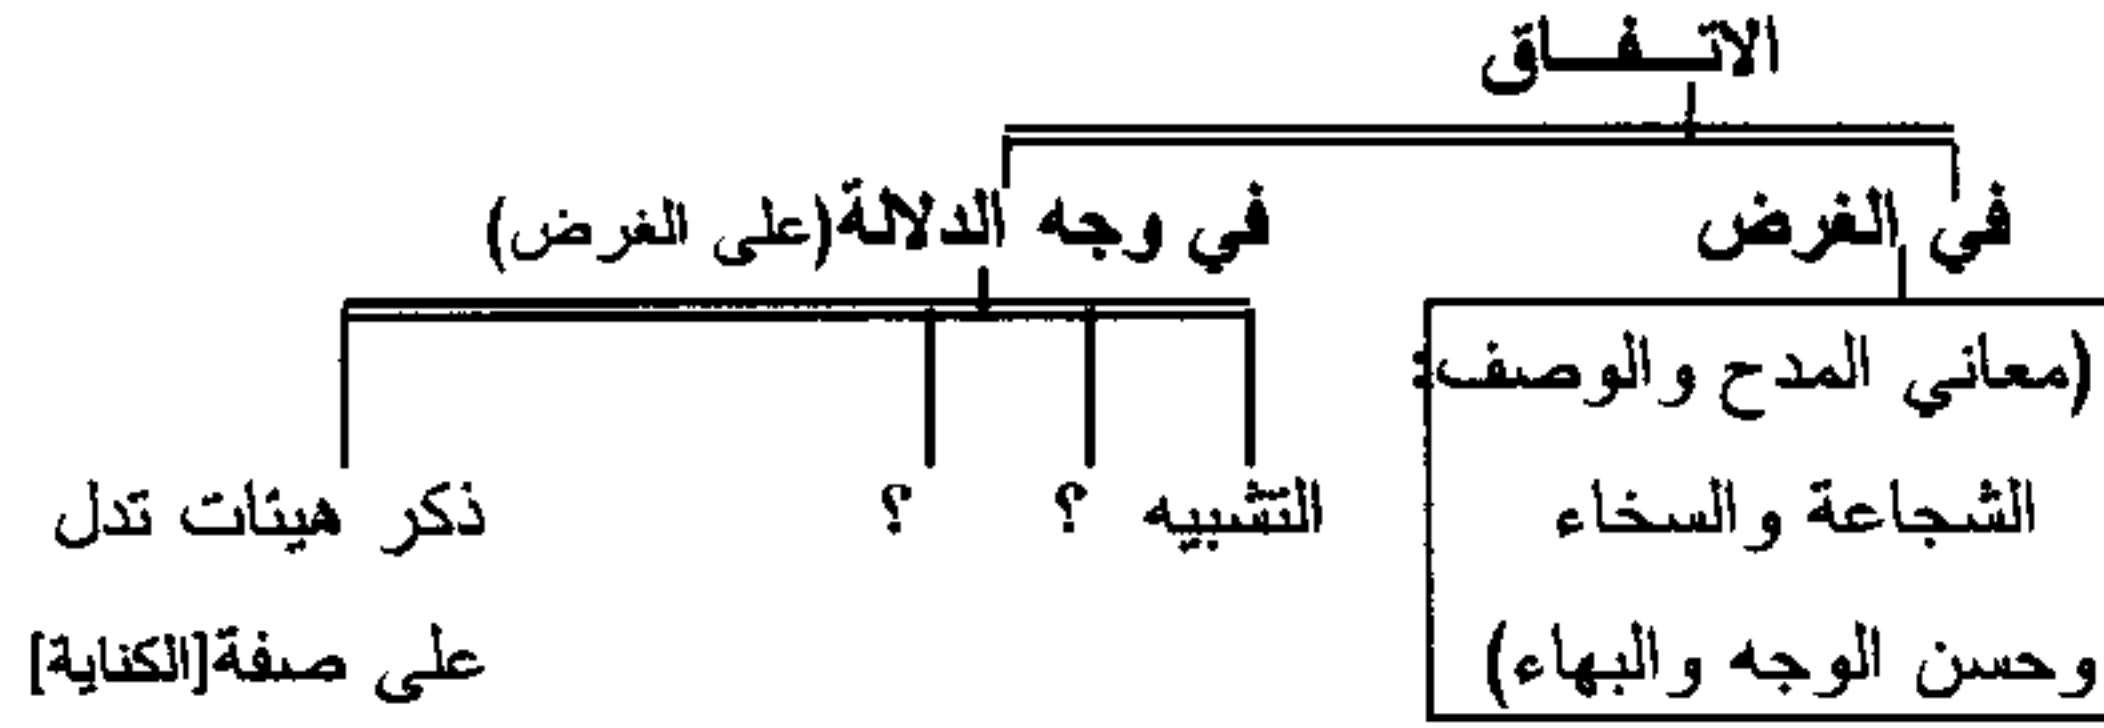 الاتفاق
في الغرض
في وجه الدلالة (على الغرض)
(معاني المدح والوصف:
الشجاعة والسخاء
وحسن الوجه والبهاء)
التشبيه
؟
؟
ذكر هيئات تدل
على صفة [الكناية]